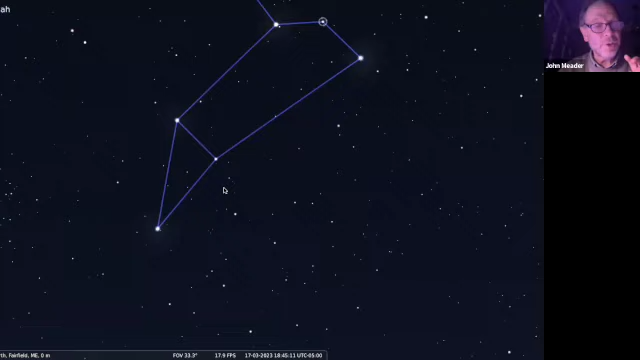 ah
John Meader
rth, Fairfield, ME, 0 m FOV 33.3° 17.9 FPS 17-03-2023 18:45:11 UTC-05:00